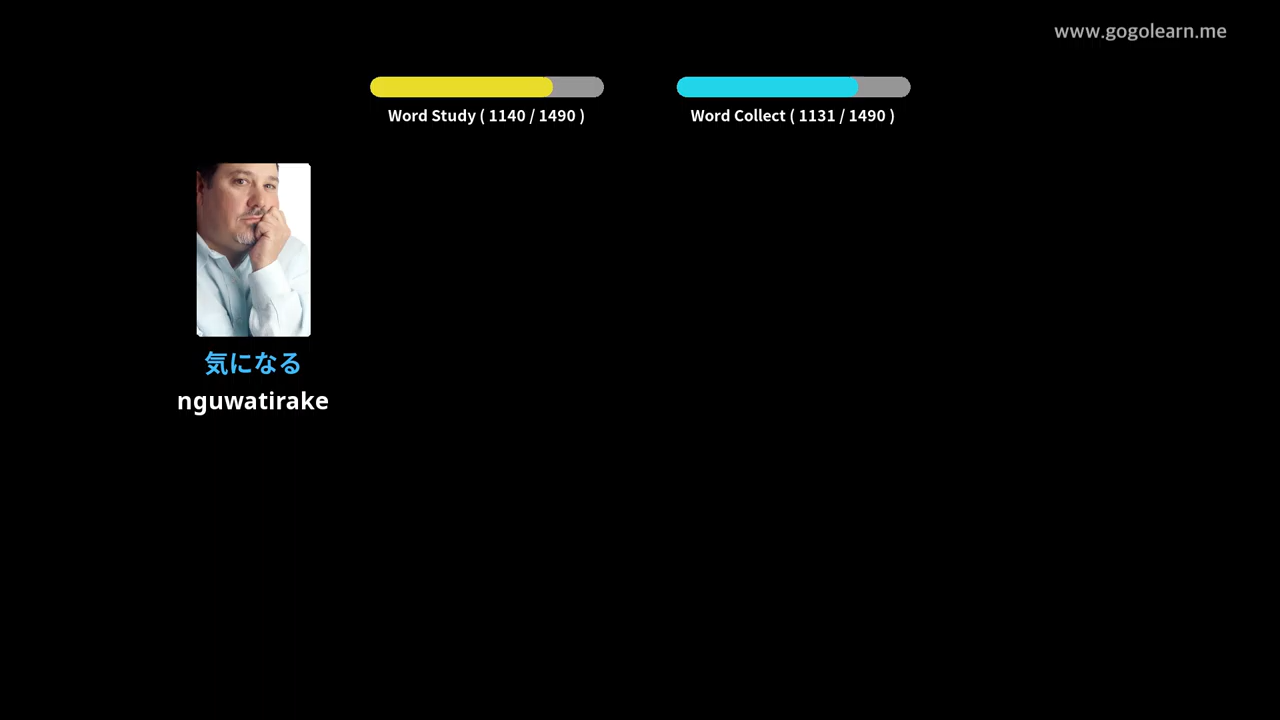 www.gogolearn.me
Word Study ( 1140 / 1490 )
Word Collect ( 1131 / 1490 )
気になる
nguwatirake